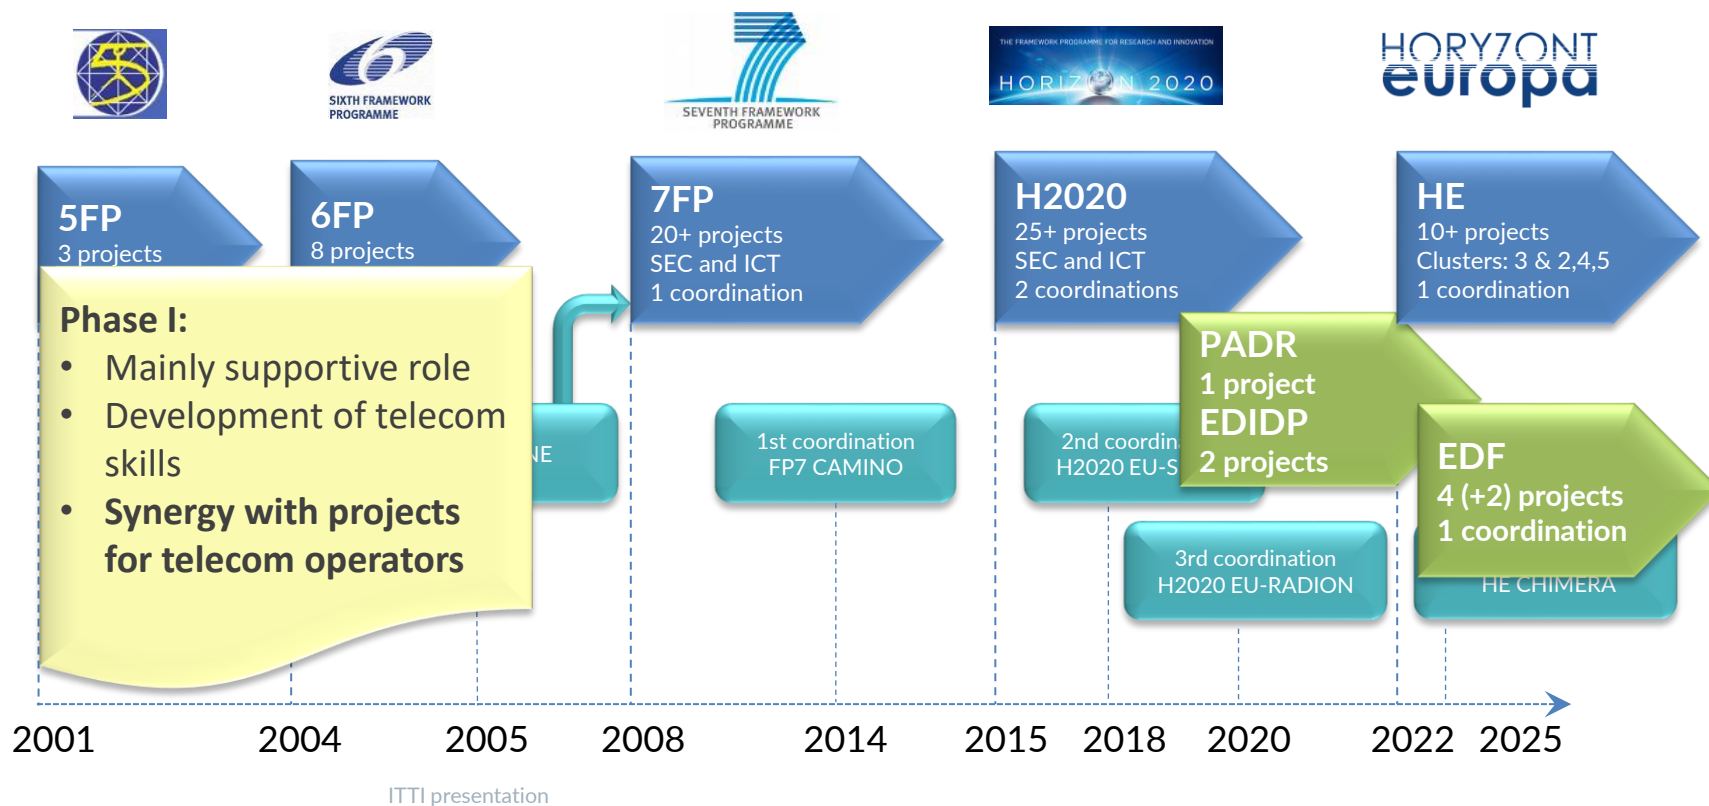 5
6
SIXTH FRAMEWORK
PROGRAMME
7
SEVENTH FRAMEWORK
PROGRAMME
THE FRAMEWORK PROGRAMME FOR RESEARCH AND INNOVATION
HORIZON 2020
HORYZONT
europa
5FP
3 projects
6FP
8 projects
7FP
20+ projects
SEC and ICT
1 coordination
H2020
25+ projects
SEC and ICT
2 coordinations
HE
10+ projects
Clusters: 3 & 2,4,5
1 coordination
Phase I:
• Mainly supportive role
• Development of telecom
skills
• Synergy with projects
for telecom operators
NE
1st coordination
FP7 CAMINO
2nd coordin
H2020 EU-S
PADR
1 project
EDIDP
2 projects
EDF
4 (+2) projects
1 coordination
3rd coordination
H2020 EU-RADION
HE CHIMERA
2001
2004
2005
2008
2014
2015
2018
2020
2022
2025
ITTI presentation